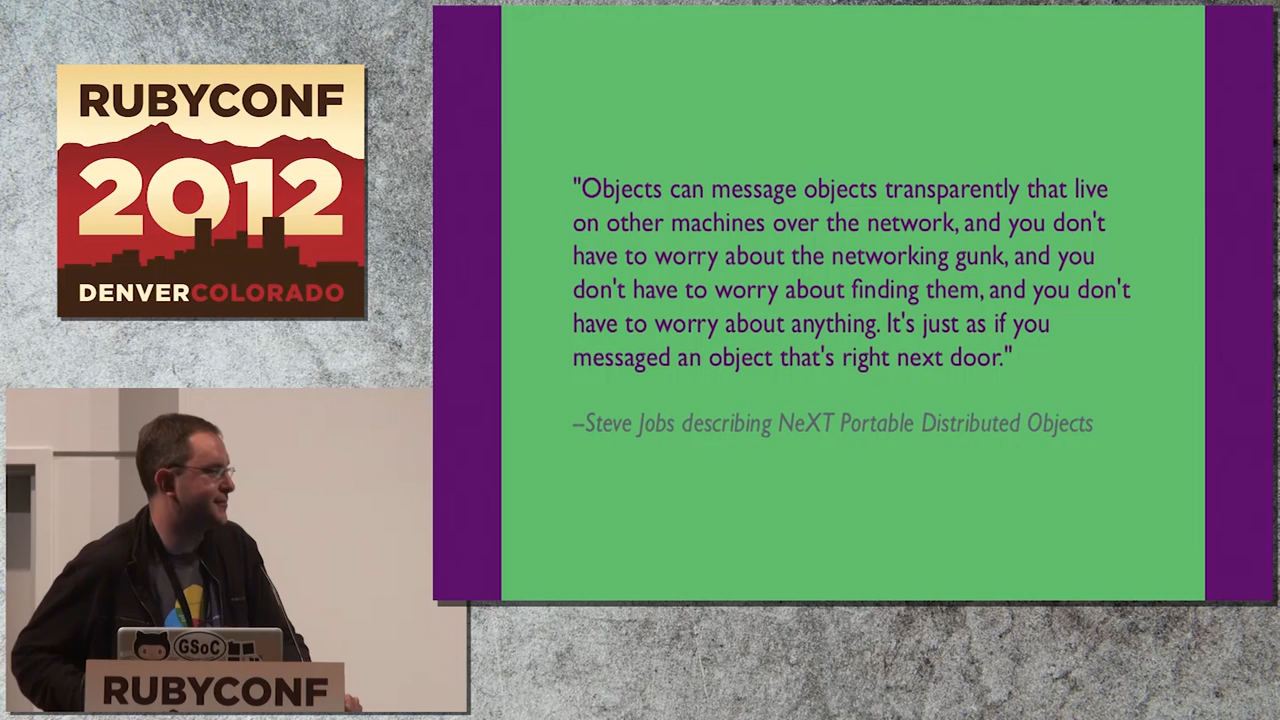 RUBYCONF
2012
DENVERCOLORADO
"Objects can message objects transparently that live
on other machines over the network, and you don't
have to worry about the networking gunk, and you
don't have to worry about finding them, and you don't
have to worry about anything. It's just as if you
messaged an object that's right next door."
–Steve Jobs describing NeXT Portable Distributed Objects
GSoC
RUBYCONF